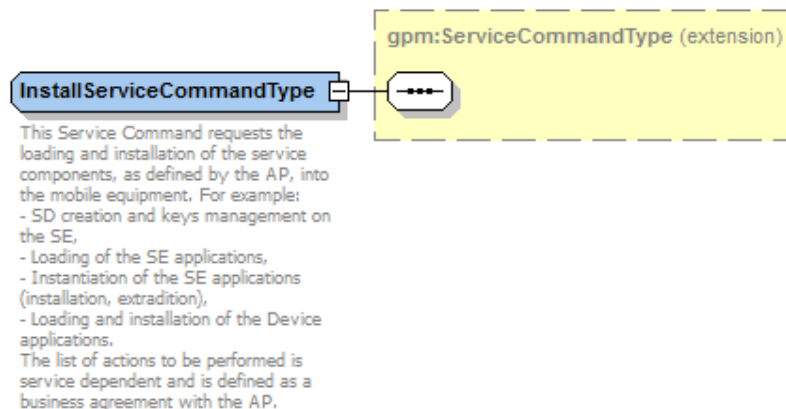 gpm:ServiceCommandType (extension)
InstallServiceCommandType
This Service Command requests the
loading and installation of the service
components, as defined by the AP, into
the mobile equipment. For example:
- SD creation and keys management on
the SE,
- Loading of the SE applications,
- Instantiation of the SE applications
(installation, extradition),
- Loading and installation of the Device
applications.
The list of actions to be performed is
service dependent and is defined as a
business agreement with the AP.